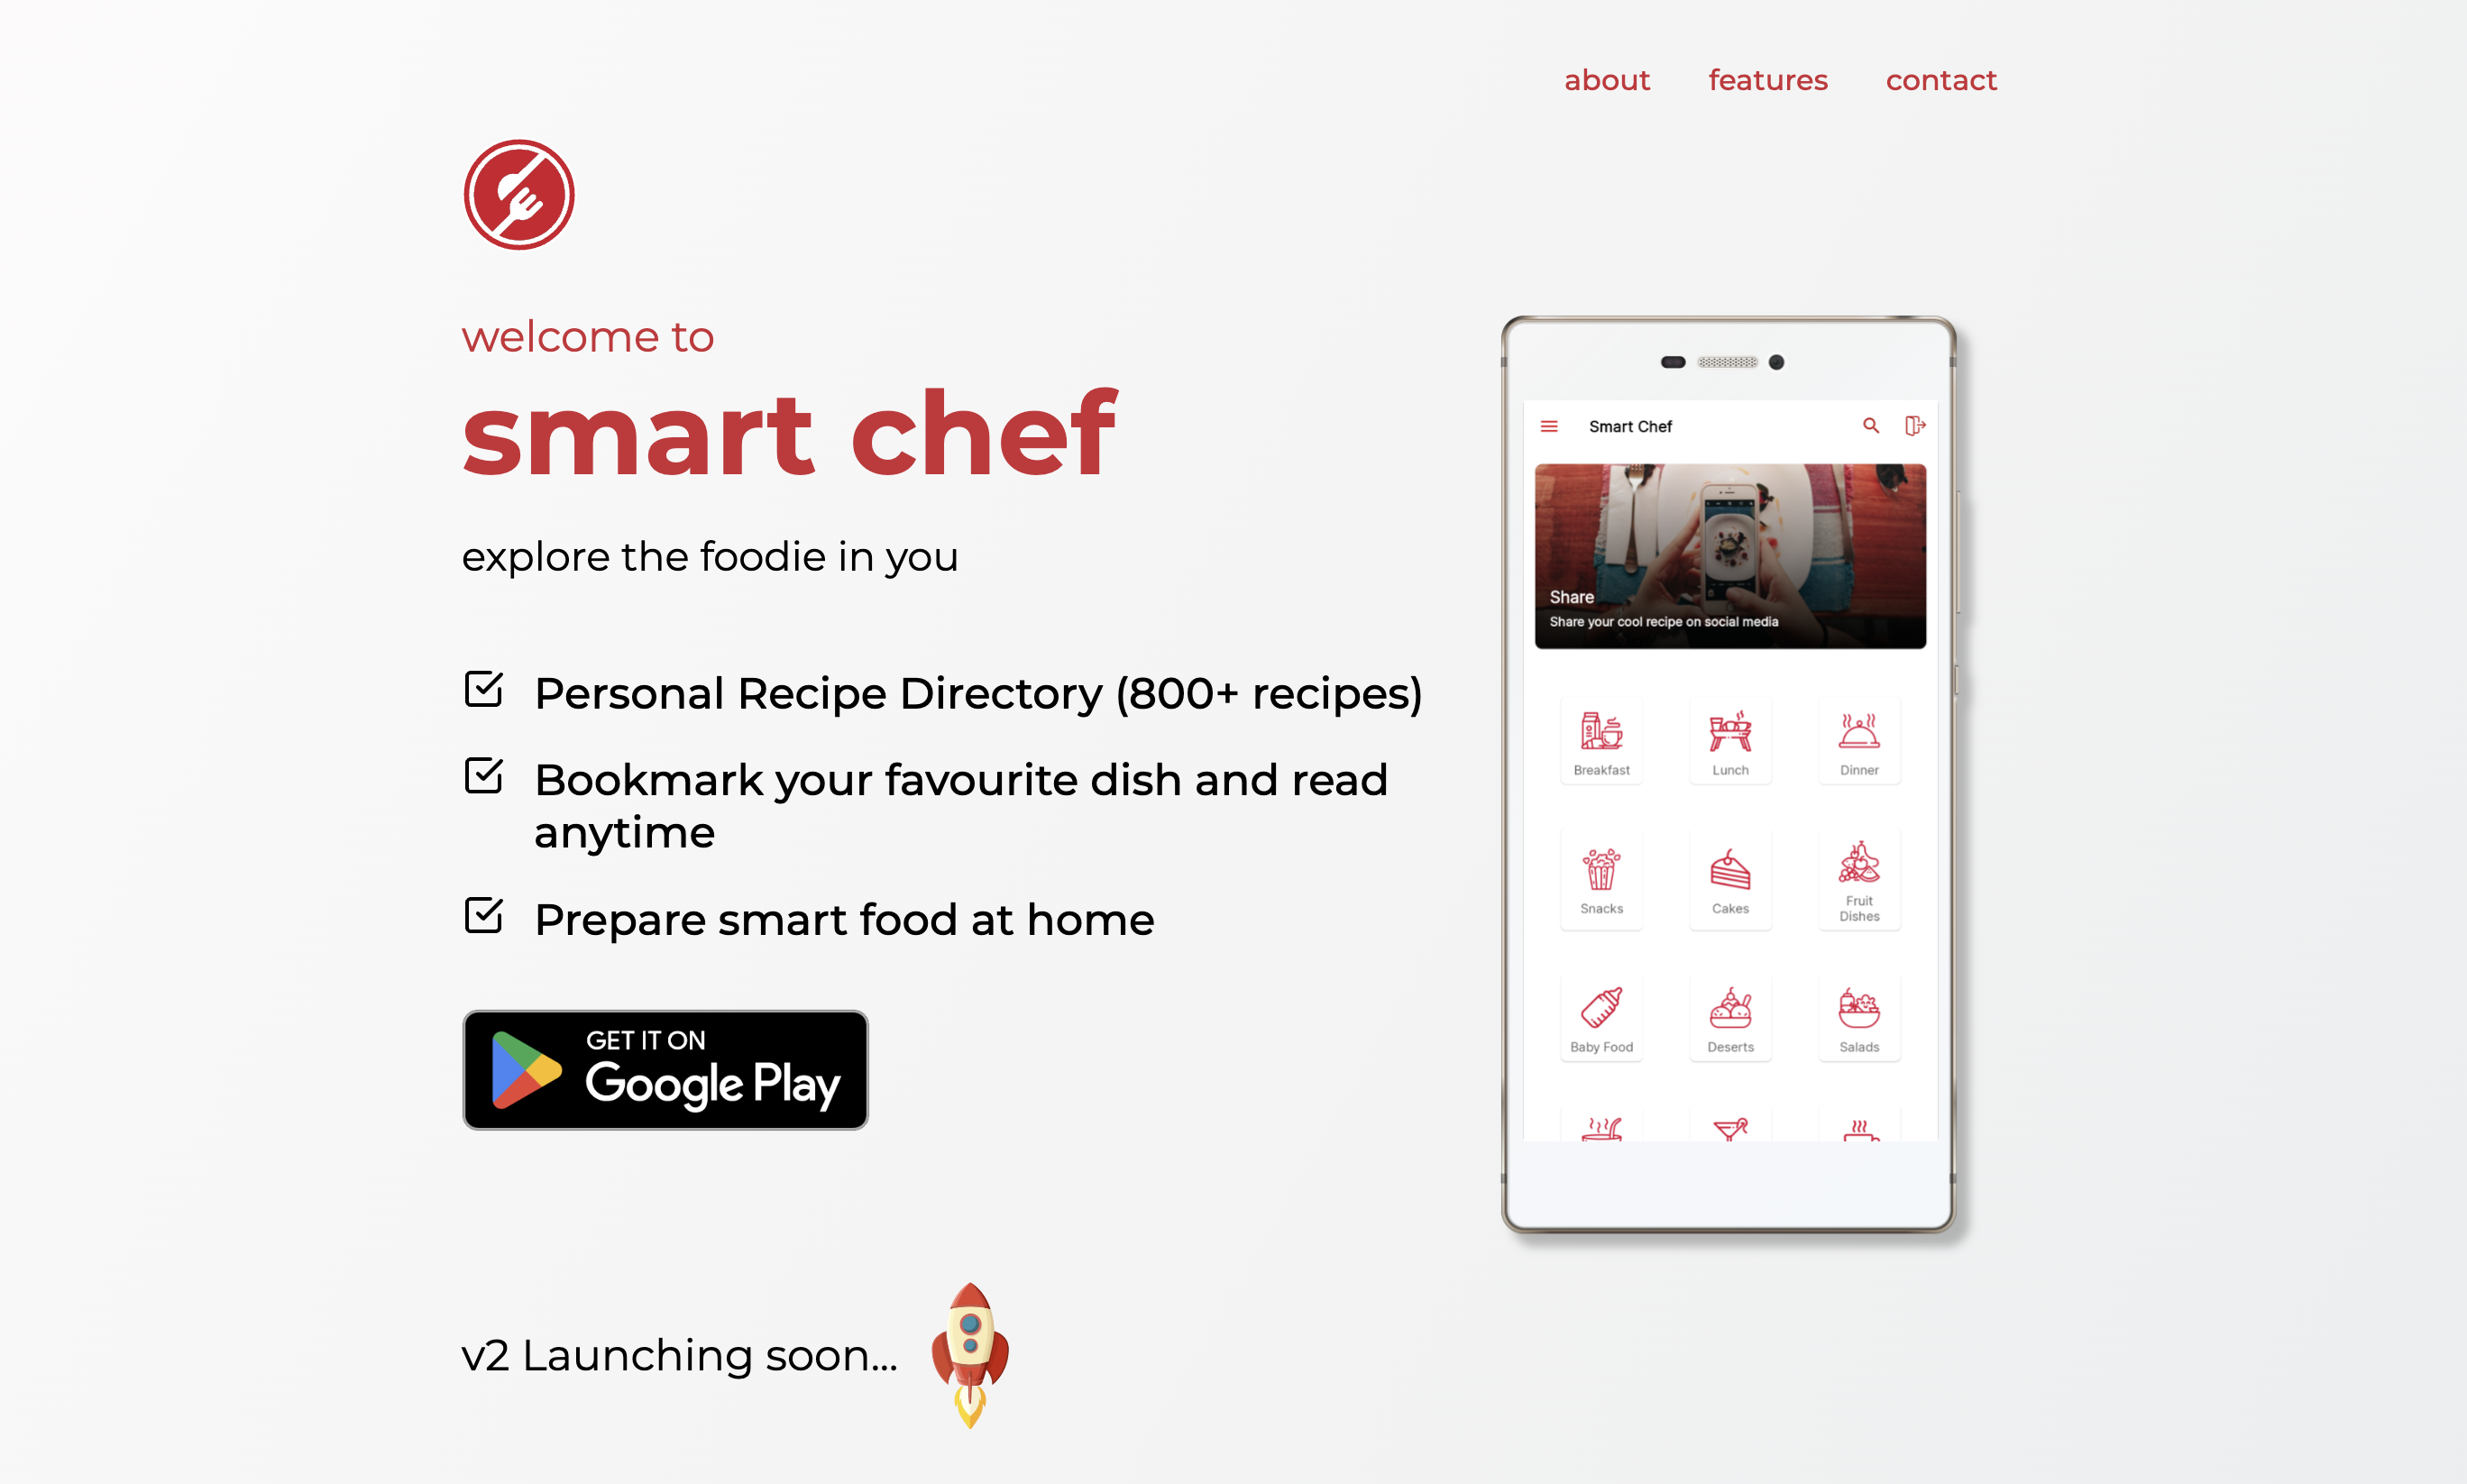 about features contact
welcome to
smart chef
explore the foodie in you
Personal Recipe Directory (800+ recipes)
Bookmark your favourite dish and read
anytime
Prepare smart food at home
GET IT ON
Google Play
v2 Launching soon...
Smart Chef
Share
Share your cool recipe on social media
Breakfast Lunch Dinner
Snacks Cakes Fruit
Dishes
Baby Food Deserts Salads